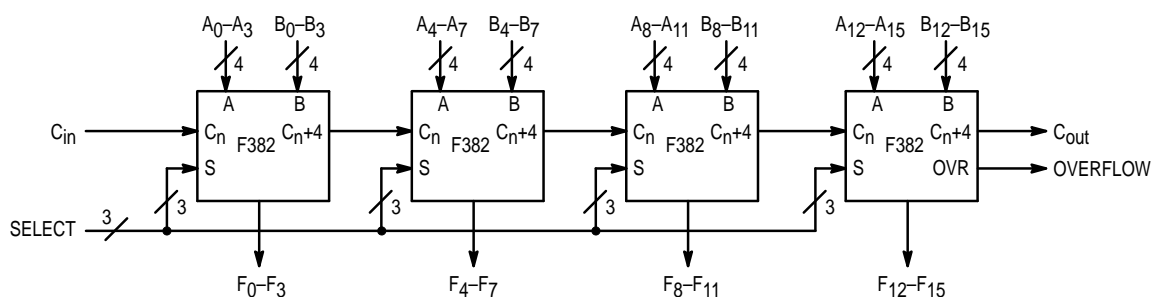 A₀–A₃ B₀–B₃ A₄–A₇ B₄–B₇ A₈–A₁₁ B₈–B₁₁ A₁₂–A₁₅ B₁₂–B₁₅
4 4 4 4 4 4 4 4
A B A B A B A B
Cin Cn Cn+4 Cn Cn+4 Cn Cn+4 Cn Cn+4 Cout
F382 F382 F382 F382
S S S S OVR OVERFLOW
3 3 3 3
SELECT 3
F₀–F₃ F₄–F₇ F₈–F₁₁ F₁₂–F₁₅